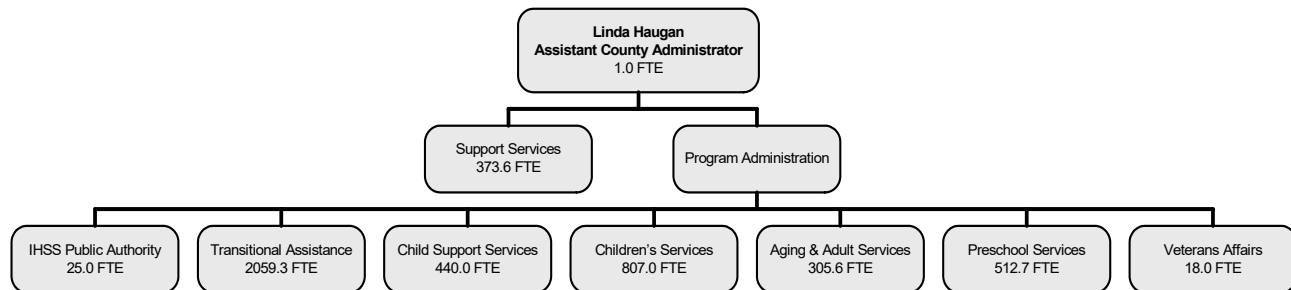 Linda Haugan
Assistant County Administrator
1.0 FTE
Support Services
373.6 FTE
Program Administration
IHSS Public Authority
25.0 FTE
Transitional Assistance
2059.3 FTE
Child Support Services
440.0 FTE
Children's Services
807.0 FTE
Aging & Adult Services
305.6 FTE
Preschool Services
512.7 FTE
Veterans Affairs
18.0 FTE